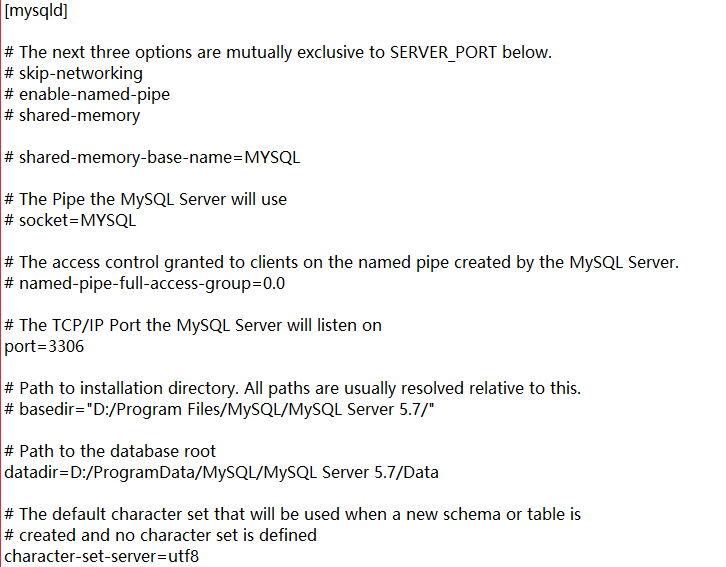 [mysqld]
# The next three options are mutually exclusive to SERVER_PORT below.
# skip-networking
# enable-named-pipe
# shared-memory
# shared-memory-base-name=MYSQL
# The Pipe the MySQL Server will use
# socket=MYSQL
# The access control granted to clients on the named pipe created by the MySQL Server.
# named-pipe-full-access-group=0.0
# The TCP/IP Port the MySQL Server will listen on
port=3306
# Path to installation directory. All paths are usually resolved relative to this.
# basedir="D:/Program Files/MySQL/MySQL Server 5.7/"
# Path to the database root
datadir=D:/ProgramData/MySQL/MySQL Server 5.7/Data
# The default character set that will be used when a new schema or table is
# created and no character set is defined
character-set-server=utf8